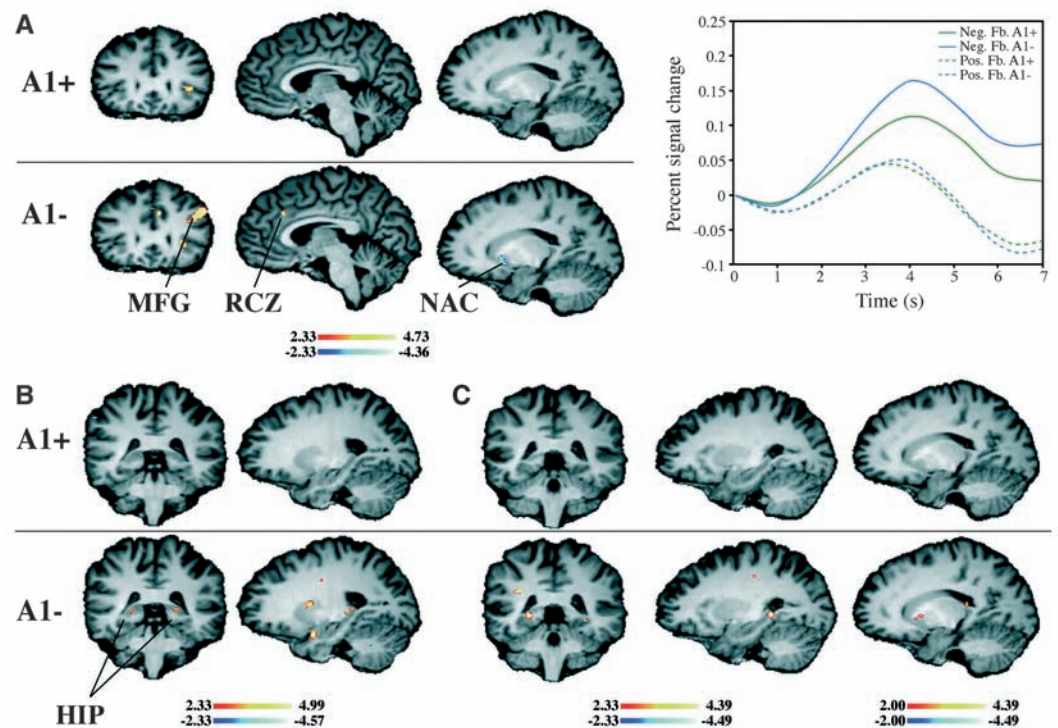 A
A1+
A1-
MFG
RCZ
NAC
2.33 4.73
-2.33 -4.36
0.25
0.20
0.15
0.10
0.05
0
-0.05
-0.1
Percent signal change
0 1 2 3 4 5 6 7
Time (s)
Neg. Fb. A1+
Neg. Fb. A1-
Pos. Fb. A1+
Pos. Fb. A1-
B
A1+
A1-
HIP
2.33 4.99
-2.33 -4.57
C
2.33 4.39
-2.33 -4.49
2.00 4.39
-2.00 -4.49